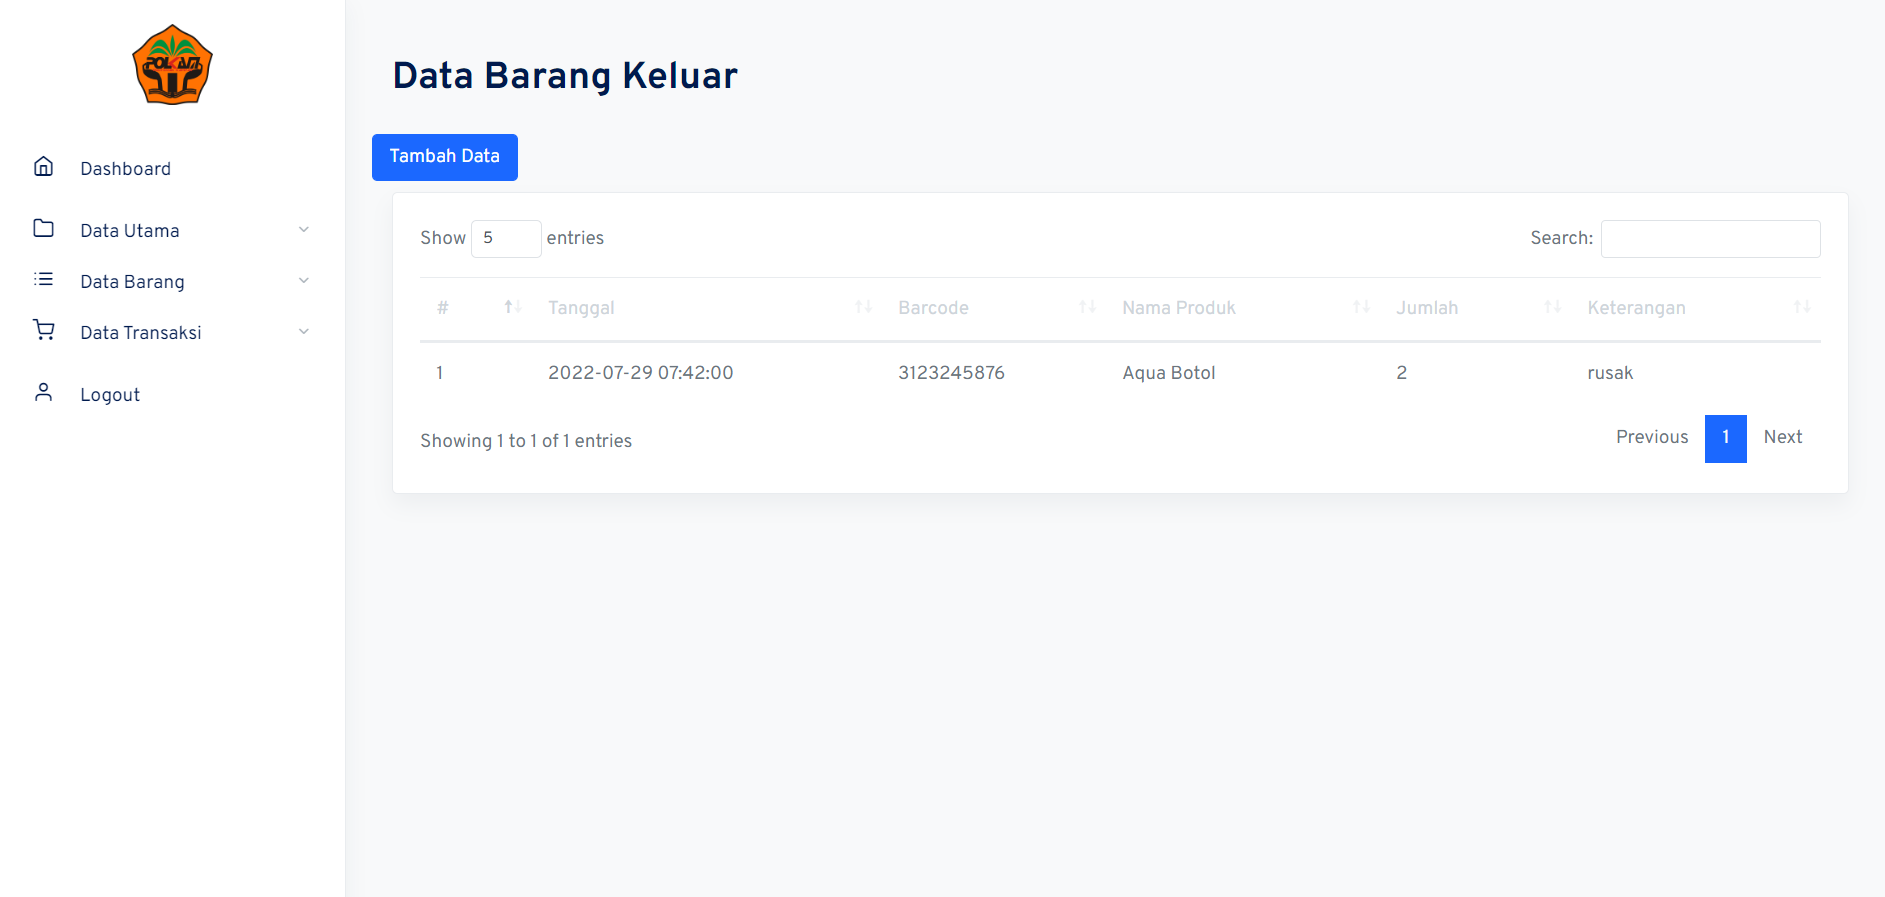 POLKAM
Dashboard
Data Utama
Data Barang
Data Transaksi
Logout
Data Barang Keluar
Tambah Data
Show 5 entries
Search:
# Tanggal Barcode Nama Produk Jumlah Keterangan
1 2022-07-29 07:42:00 3123245876 Aqua Botol 2 rusak
Showing 1 to 1 of 1 entries
Previous 1 Next